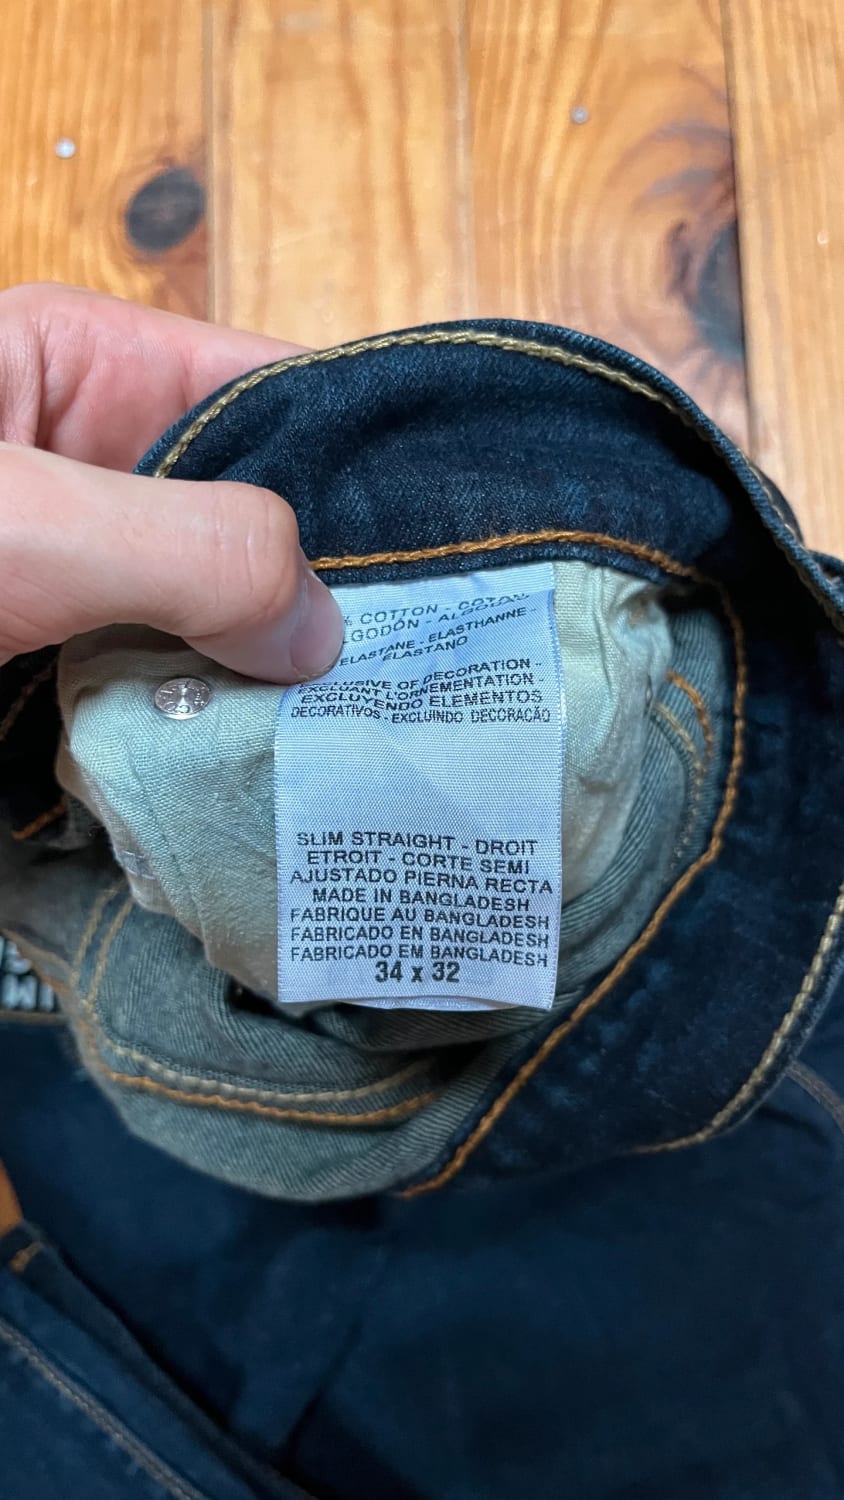 % COTTON - COTON
LGODÓN - ALGODÃO
ELASTANE - ELASTHANNE -
ELASTANO
EXCLUSIVE OF DECORATION -
EXCLUANT L'ORNEMENTATION -
EXCLUYENDO ELEMENTOS
DECORATIVOS - EXCLUINDO DECORAÇÃO
SLIM STRAIGHT - DROIT
ETROIT - CORTE SEMI
AJUSTADO PIERNA RECTA
MADE IN BANGLADESH
FABRIQUE AU BANGLADESH
FABRICADO EN BANGLADESH
FABRICADO EM BANGLADESH
34 x 32